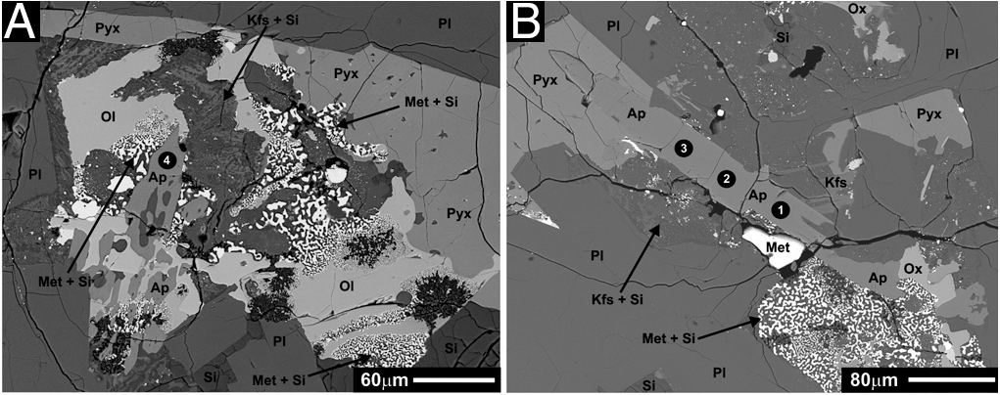 A
Pyx
Kfs + Si
Pl
Pyx
Met + Si
Ol
4
Ap
Pl
Pyx
Met + Si
Ap
Ol
Pl
Si
Met + Si
Si
60µm
B
Pl
Ox
Si
Pl
Pyx
Ap
Pyx
3
Kfs
2
Ap
1
Met
Pl
Ox
Ap
Kfs + Si
Met + Si
Pl
Si
80µm